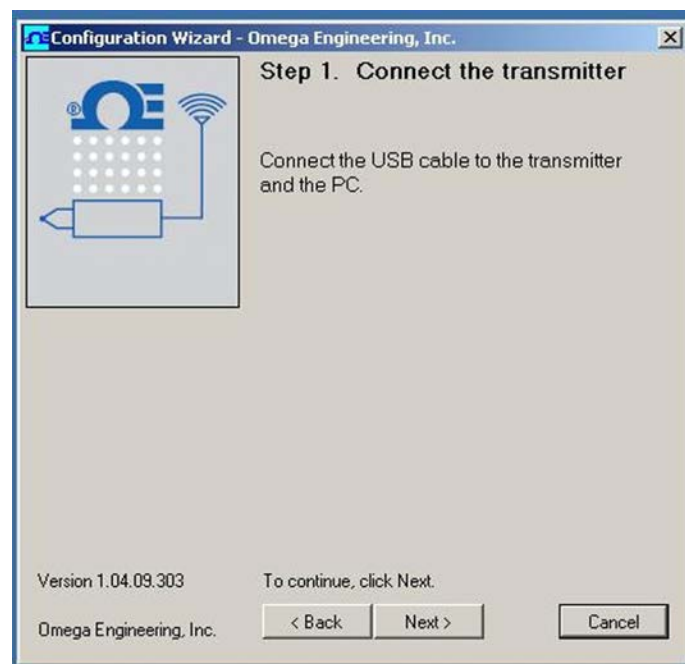 Configuration Wizard - Omega Engineering, Inc.
Step 1. Connect the transmitter
Connect the USB cable to the transmitter
and the PC.
Version 1.04.09.303
To continue, click Next.
Omega Engineering, Inc.
< Back
Next >
Cancel